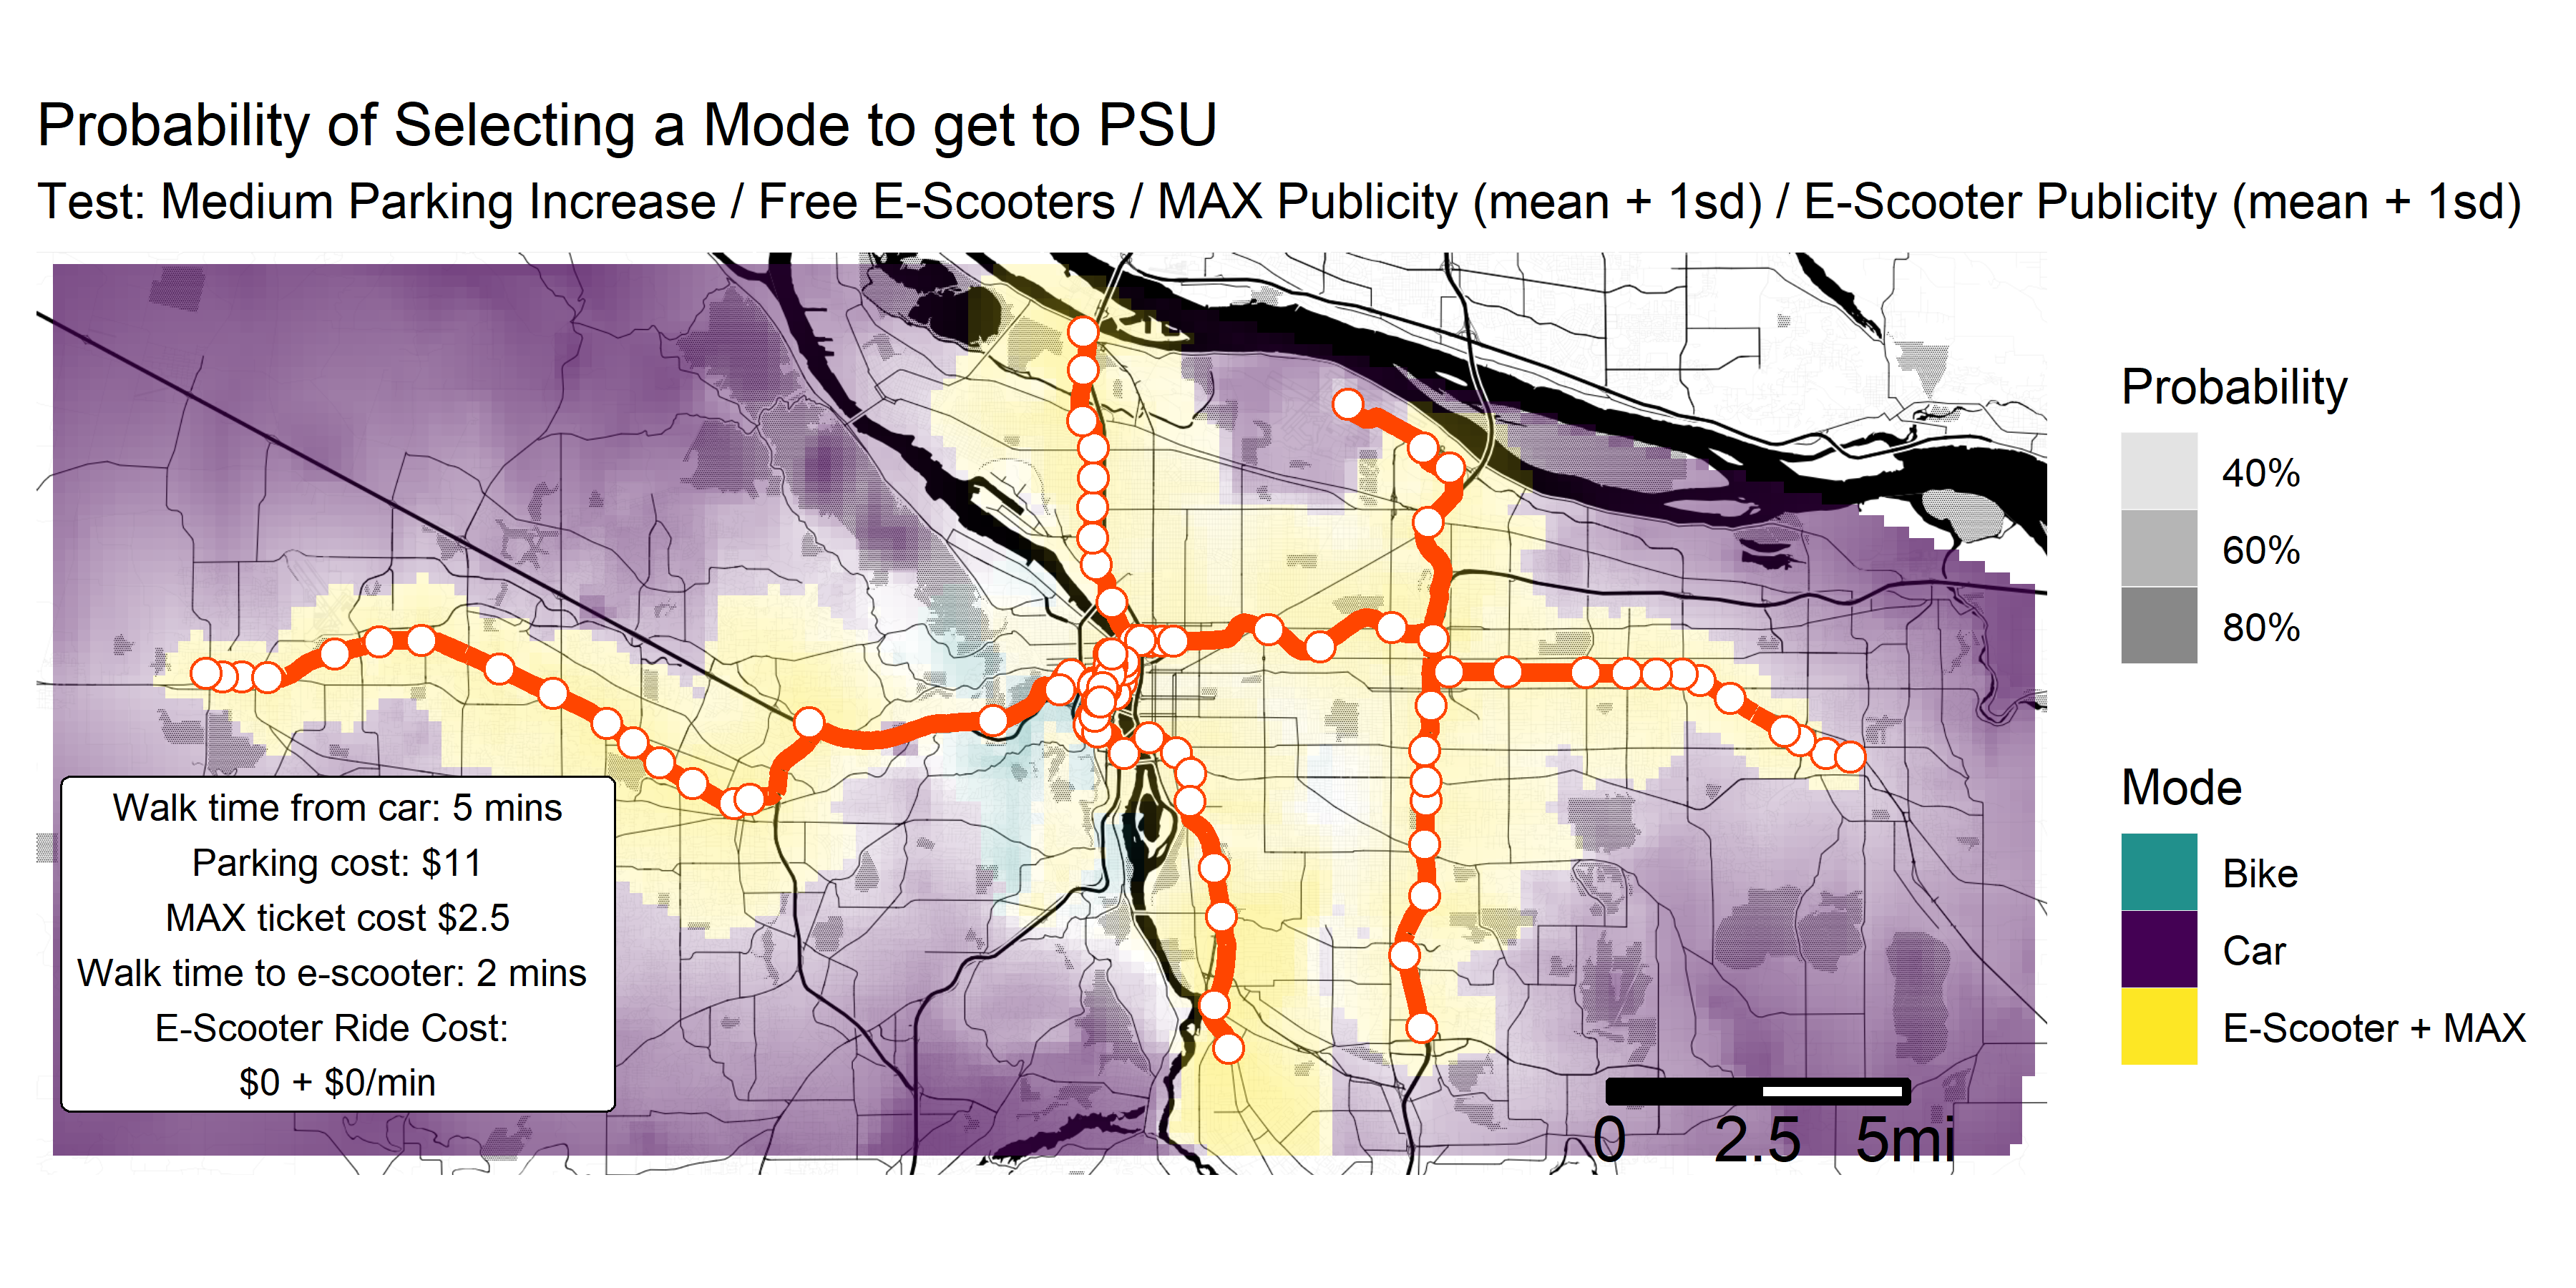 Probability of Selecting a Mode to get to PSU
Test: Medium Parking Increase / Free E-Scooters / MAX Publicity (mean + 1sd) / E-Scooter Publicity (mean + 1sd)
Walk time from car: 5 mins
Parking cost: $11
MAX ticket cost $2.5
Walk time to e-scooter: 2 mins
E-Scooter Ride Cost:
$0 + $0/min
0 2.5 5mi
Probability
40%
60%
80%
Mode
Bike
Car
E-Scooter + MAX